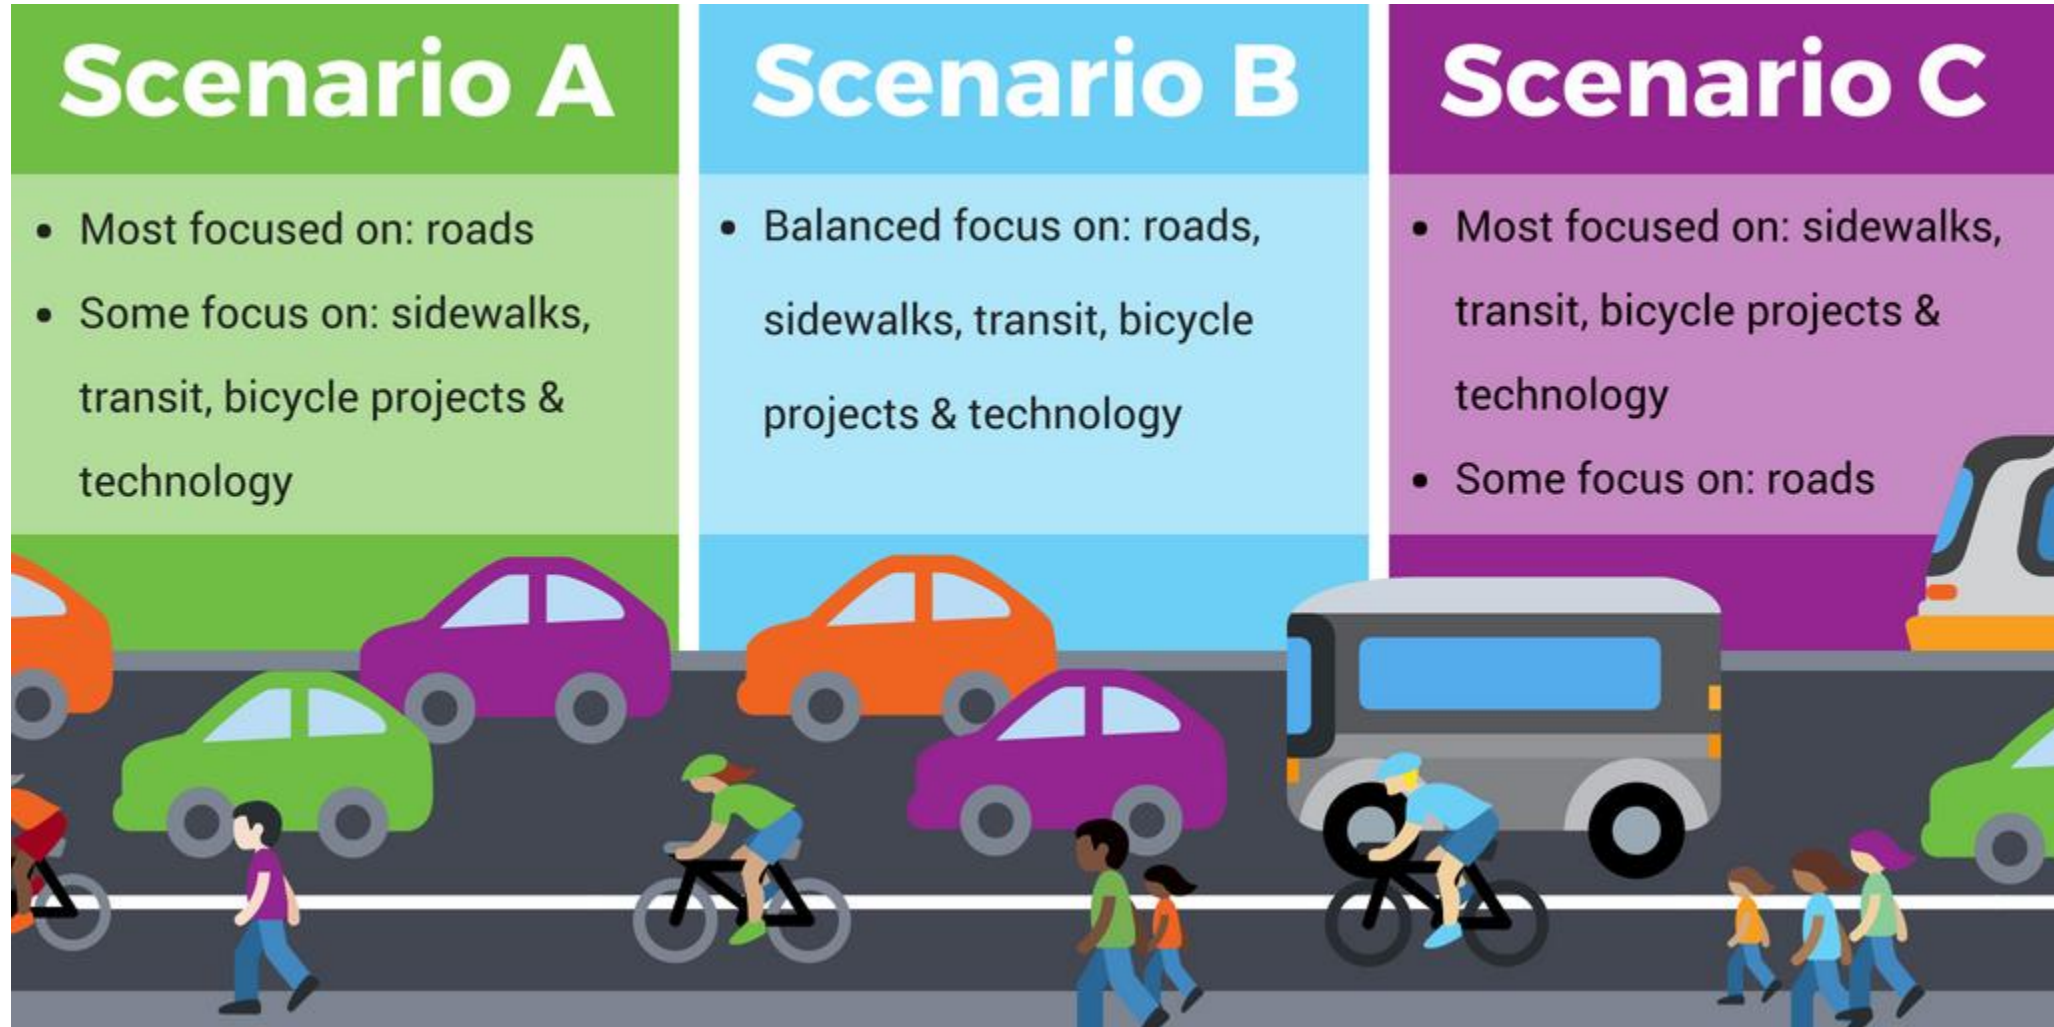 Scenario A
• Most focused on: roads
• Some focus on: sidewalks,
transit, bicycle projects &
technology
Scenario B
• Balanced focus on: roads,
sidewalks, transit, bicycle
projects & technology
Scenario C
• Most focused on: sidewalks,
transit, bicycle projects &
technology
• Some focus on: roads